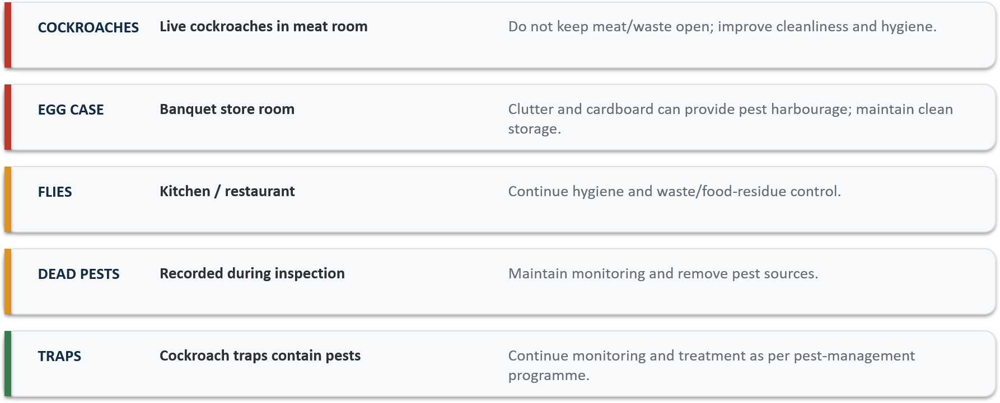 COCKROACHES Live cockroaches in meat room Do not keep meat/waste open; improve cleanliness and hygiene.
EGG CASE Banquet store room Clutter and cardboard can provide pest harbourage; maintain clean
storage.
FLIES Kitchen / restaurant Continue hygiene and waste/food-residue control.
DEAD PESTS Recorded during inspection Maintain monitoring and remove pest sources.
TRAPS Cockroach traps contain pests Continue monitoring and treatment as per pest-management
programme.